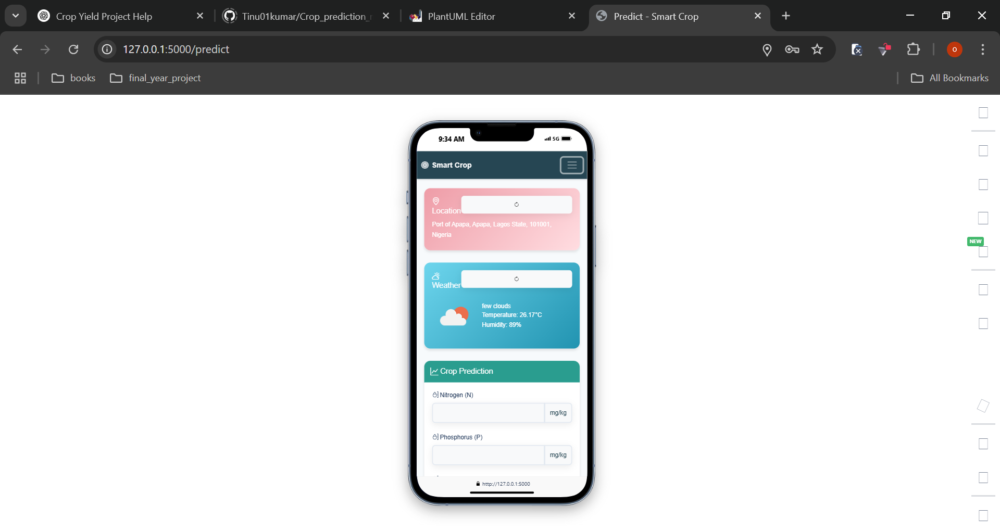 Crop Yield Project Help
Tinu01kumar/Crop_prediction_
PlantUML Editor
Predict - Smart Crop
127.0.0.1:5000/predict
O
books
final_year_project
All Bookmarks
9:34 AM
5G
Smart Crop
Location
Port of Apapa, Apapa, Lagos State, 101001,
Nigeria
Weather
few clouds
Temperature: 26.17°C
Humidity: 89%
Crop Prediction
Nitrogen (N)
mg/kg
Phosphorus (P)
mg/kg
http://127.0.0.1:5000
NEW